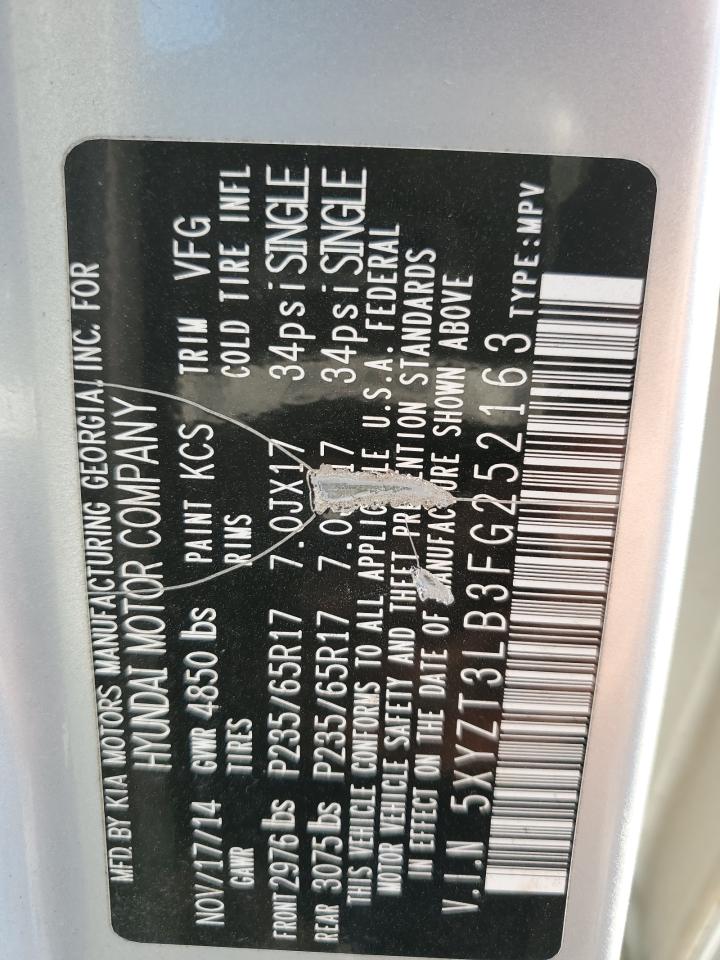 MFD. BY KIA MOTORS MANUFACTURING GEORGIA, INC. FOR
HYUNDAI MOTOR COMPANY
NOV/17/14 GVWR 4850 lbs PAINT KCS TRIM VFG
GAWR TIRES RIMS COLD TIRE INFL
FRONT 2976 lbs P235/65R17 7.0JX17 34psi SINGLE
REAR 3075 lbs P235/65R17 7.0 17 34psi SINGLE
THIS VEHICLE CONFORMS TO ALL U.S.A. FEDERAL
MOTOR VEHICLE SAFETY AND THEFT STANDARDS
IN EFFECT ON THE DATE OF SHOWN ABOVE
V.I.N 5XYZT3LB3FG252163 TYPE:MPV